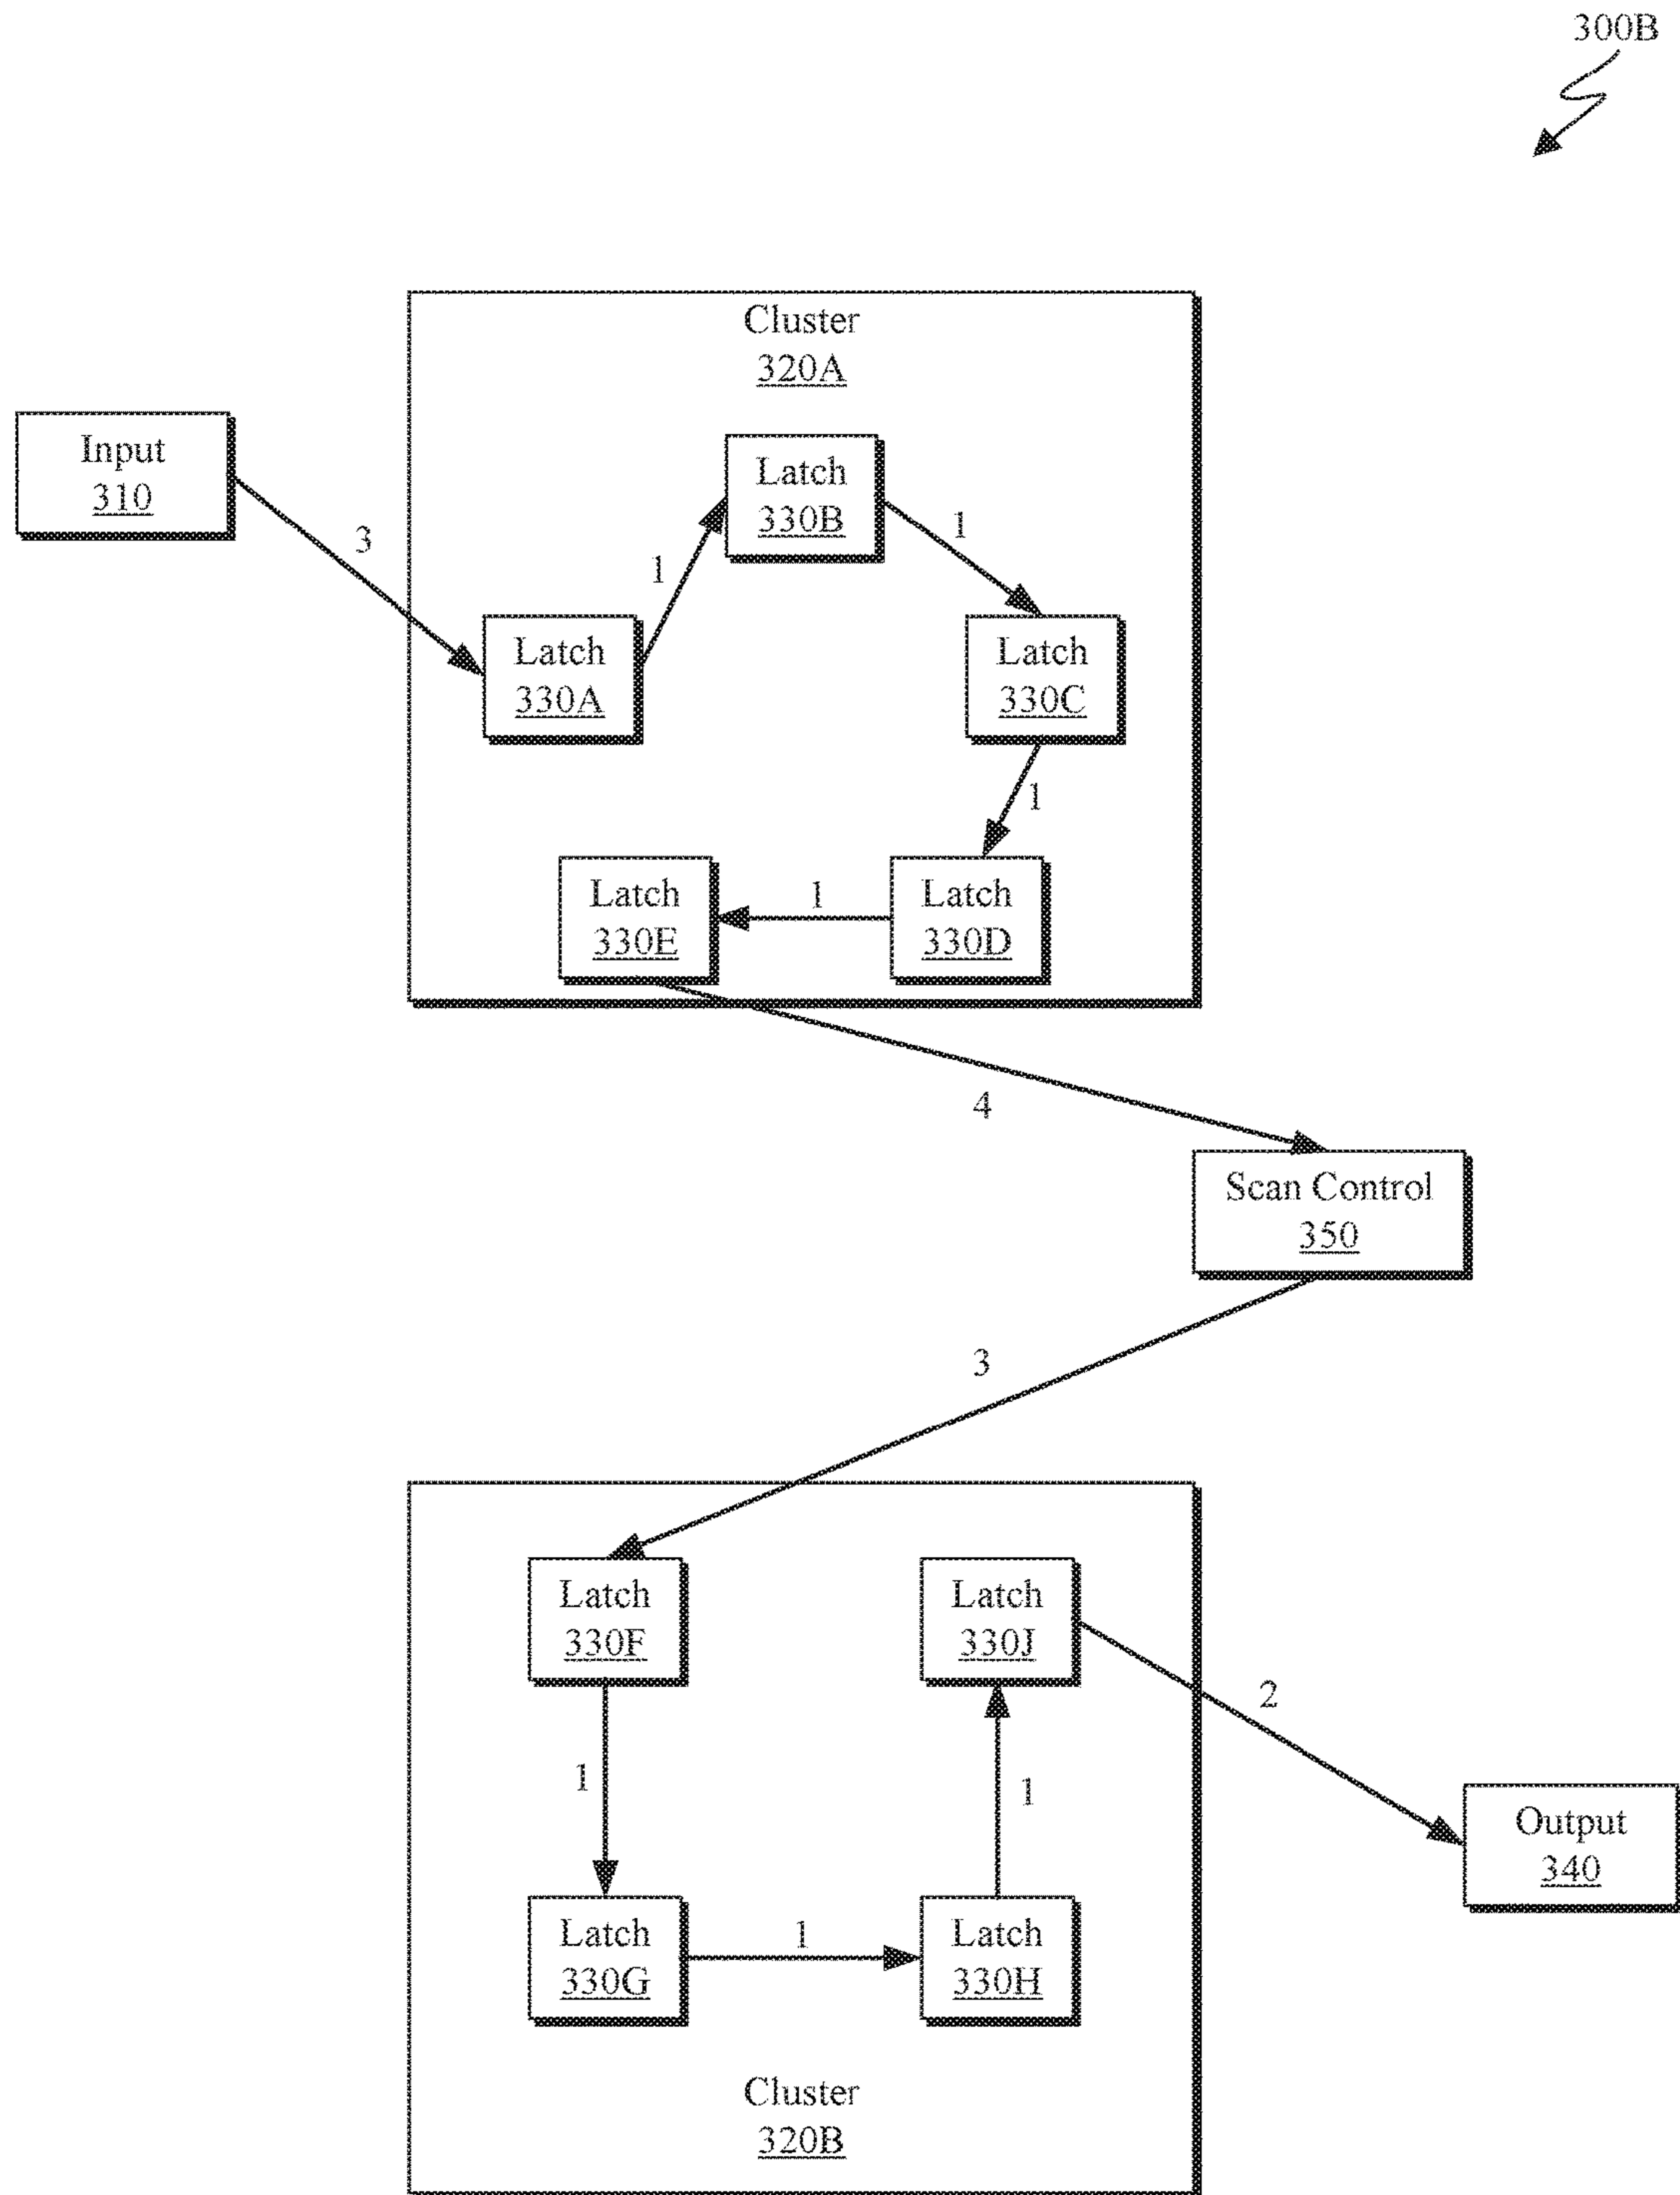 300B
Cluster
320A
Input
310
Latch
330B
3
1
1
Latch
330A
Latch
330C
1
Latch
330E
1
Latch
330D
4
Scan Control
350
3
Latch
330F
Latch
330J
2
1
1
Output
340
Latch
330G
1
Latch
330H
Cluster
320B